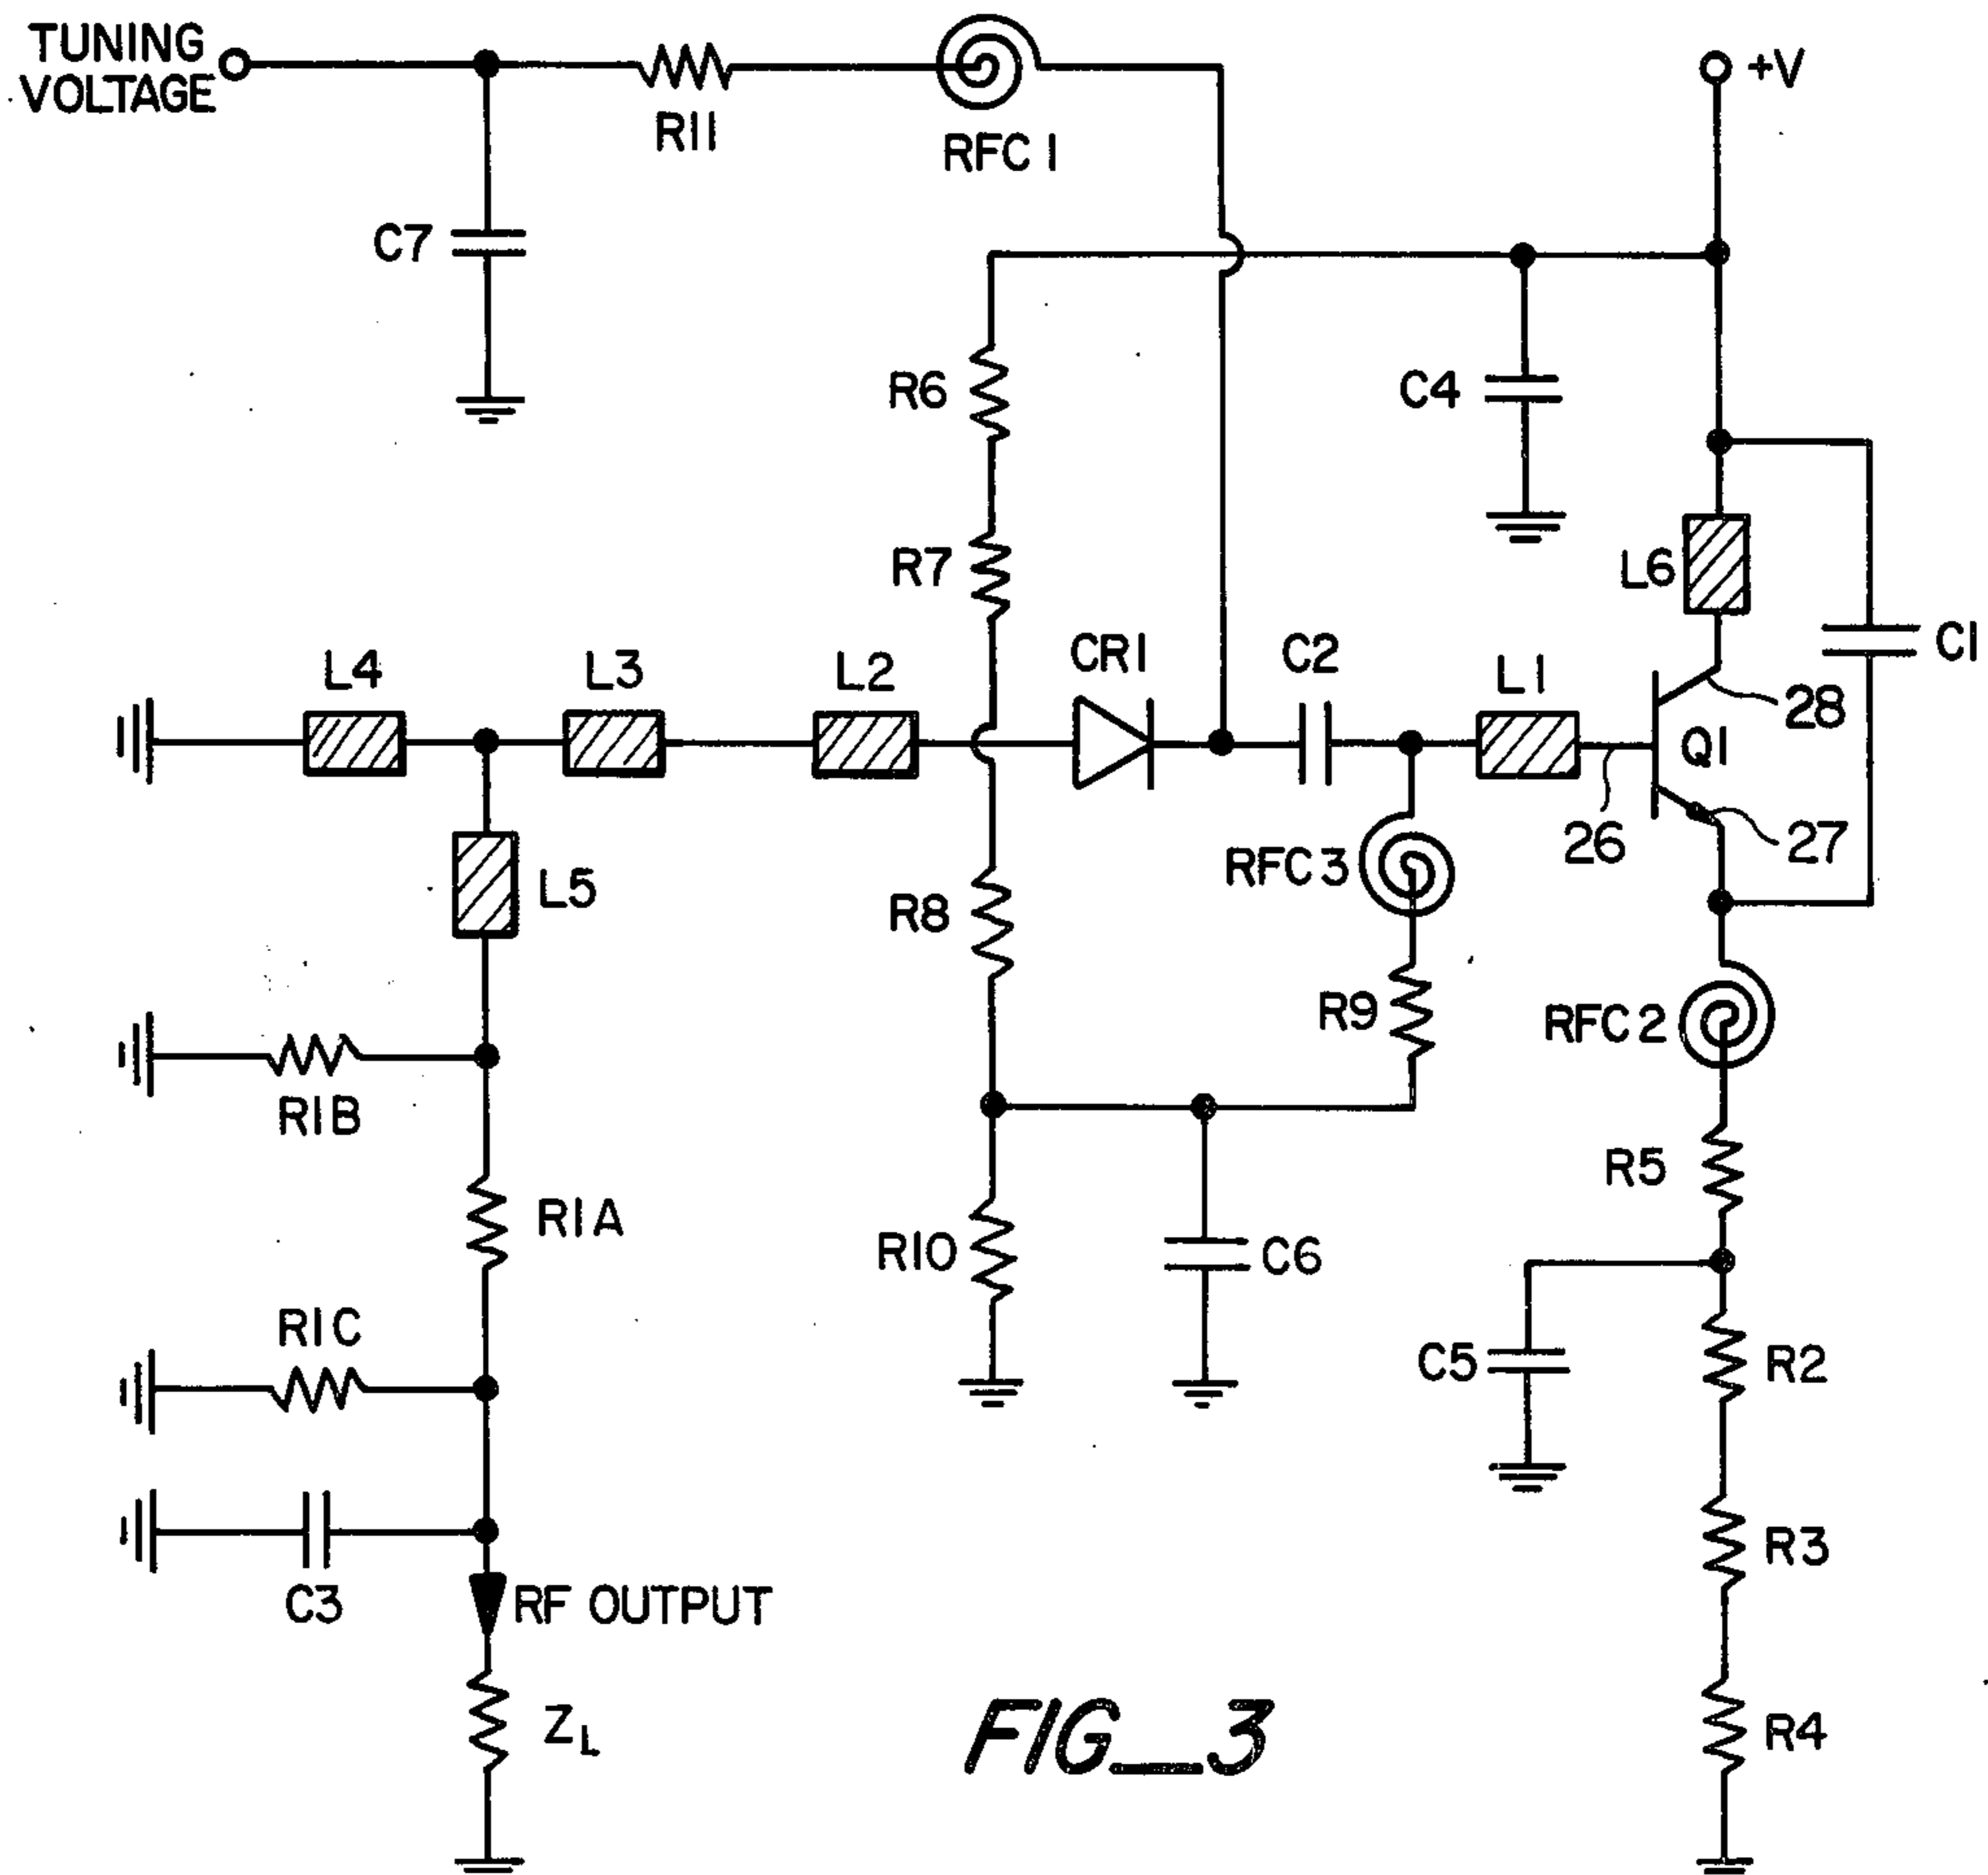 TUNING
VOLTAGE
R11
RFC 1
+V
C7
R6
C4
R7
L6
C1
L4
L3
L2
CR1
C2
L1
28
Q1
26
27
L5
R8
RFC 3
R9
RFC 2
R1B
R5
R1A
R10
C6
R1C
C5
R2
R3
C3
RF OUTPUT
ZL
R4
FIG__3